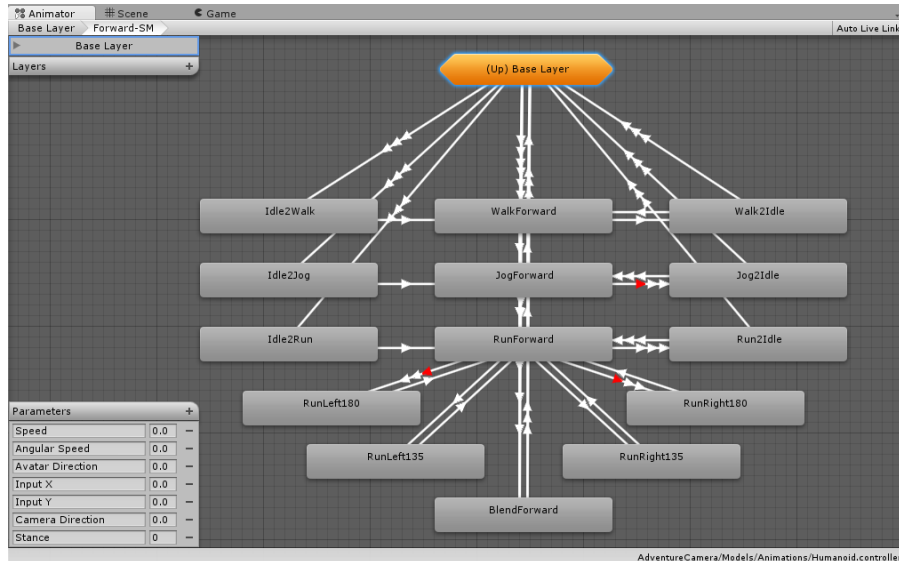 Animator # Scene Game
Base Layer Forward-SM Auto Live Link
Base Layer
Layers +
(Up) Base Layer
Idle2Walk WalkForward Walk2Idle
Idle2Jog JogForward Jog2Idle
Idle2Run RunForward Run2Idle
RunLeft180 RunRight180
RunLeft135 RunRight135
BlendForward
Parameters +
Speed 0.0 −
Angular Speed 0.0 −
Avatar Direction 0.0 −
Input X 0.0 −
Input Y 0.0 −
Camera Direction 0.0 −
Stance 0 −
AdventureCamera/Models/Animations/Humanoid.controlle